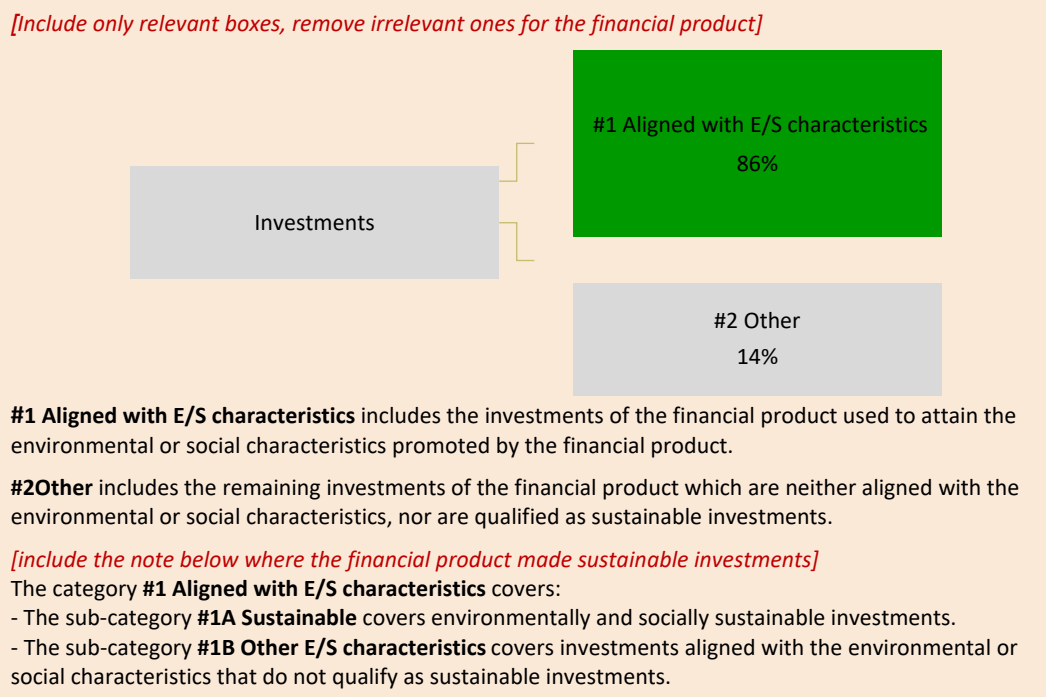 [Include only relevant boxes, remove irrelevant ones for the financial product]
#1 Aligned with E/S characteristics
86%
Investments
#2 Other
14%
#1 Aligned with E/S characteristics includes the investments of the financial product used to attain the
environmental or social characteristics promoted by the financial product.
#2Other includes the remaining investments of the financial product which are neither aligned with the
environmental or social characteristics, nor are qualified as sustainable investments.
[include the note below where the financial product made sustainable investments]
The category #1 Aligned with E/S characteristics covers:
- The sub-category #1A Sustainable covers environmentally and socially sustainable investments.
- The sub-category #1B Other E/S characteristics covers investments aligned with the environmental or
social characteristics that do not qualify as sustainable investments.